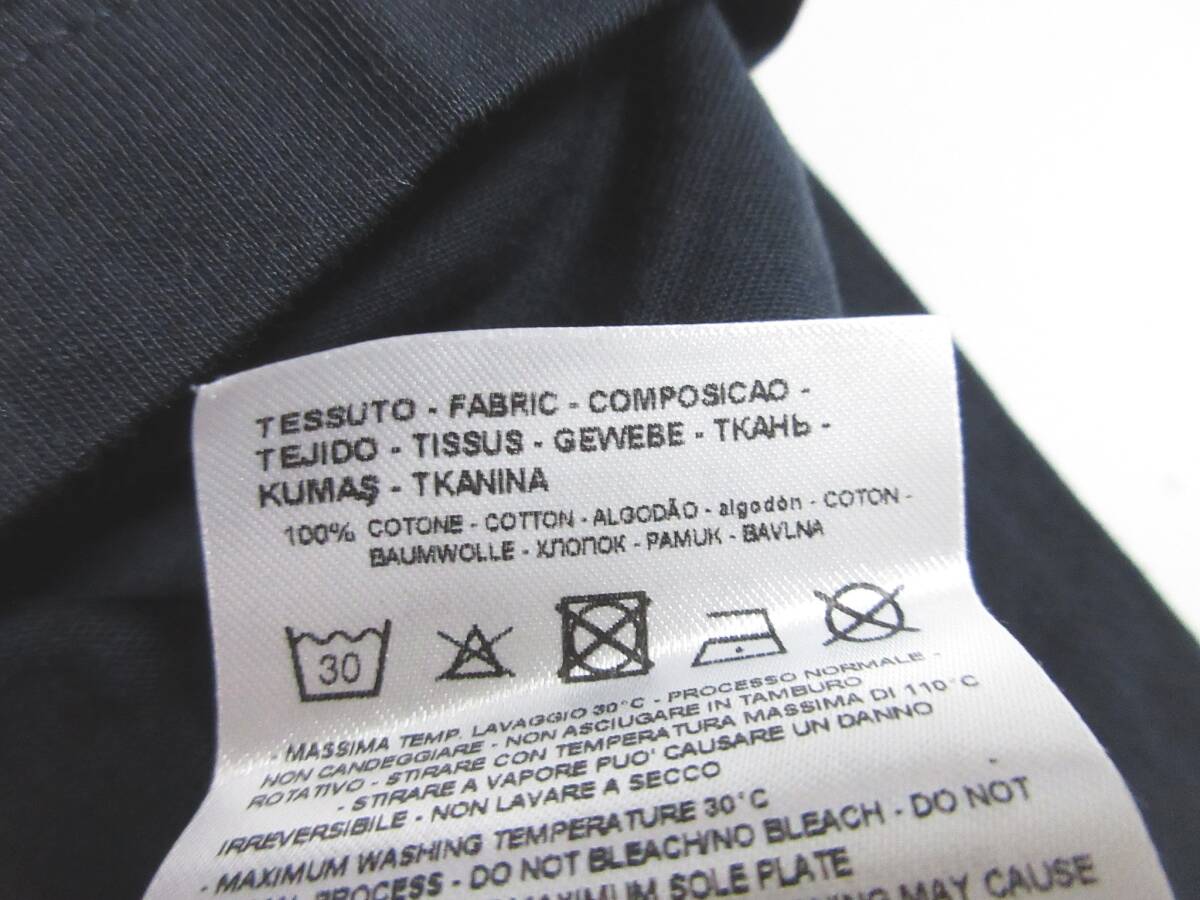 TESSUTO - FABRIC - COMPOSICAO -
TEJIDO - TISSUS - GEWEBE - ТКАНЬ -
KUMAŞ - TKANINA
100% COTONE - COTTON - ALGODÃO - algodón - COTON -
BAUMWOLLE - ХЛОПОК - PAMUK - BAVLNA
30
- MASSIMA TEMP. LAVAGGIO 30°C - PROCESSO NORMALE -
NON CANDEGGIARE - NON ASCIUGARE IN TAMBURO
ROTATIVO - STIRARE CON TEMPERATURA MASSIMA DI 110°C
- STIRARE A VAPORE PUO' CAUSARE UN DANNO
IRREVERSIBILE - NON LAVARE A SECCO
- MAXIMUM WASHING TEMPERATURE 30°C
PROCESS - DO NOT BLEACH/NO BLEACH - DO NOT
MAXIMUM SOLE PLATE
MAY CAUSE